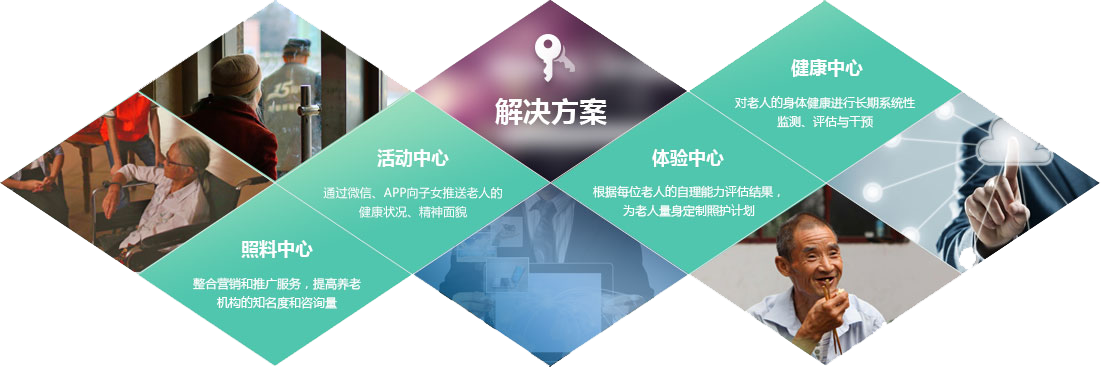 解决方案
健康中心
对老人的身体健康进行长期系统性
监测、评估与干预
活动中心
通过微信、APP向子女推送老人的
健康状况、精神面貌
体验中心
根据每位老人的自理能力评估结果，
为老人量身定制照护计划
照料中心
整合营销和推广服务，提高养老
机构的知名度和咨询量